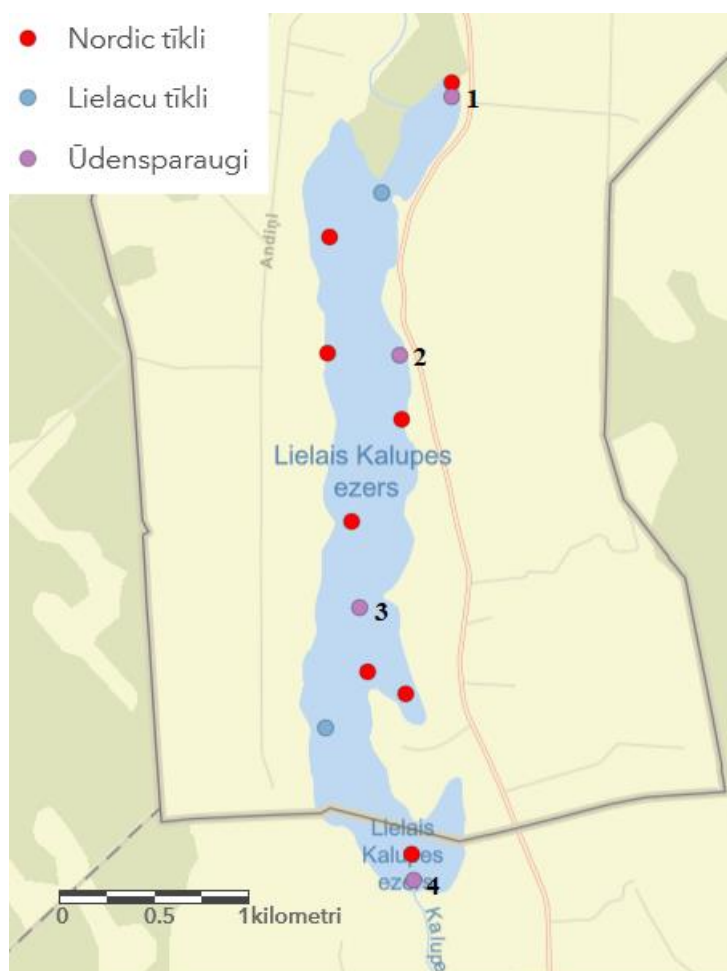 Nordic tīkli
Lielacu tīkli
Ūdensparaugi
1
Andiņi
2
Lielais Kalupes
ezers
3
Lielais
Kalupes
ezers
4
Kalupe
0 0.5 1kilometri